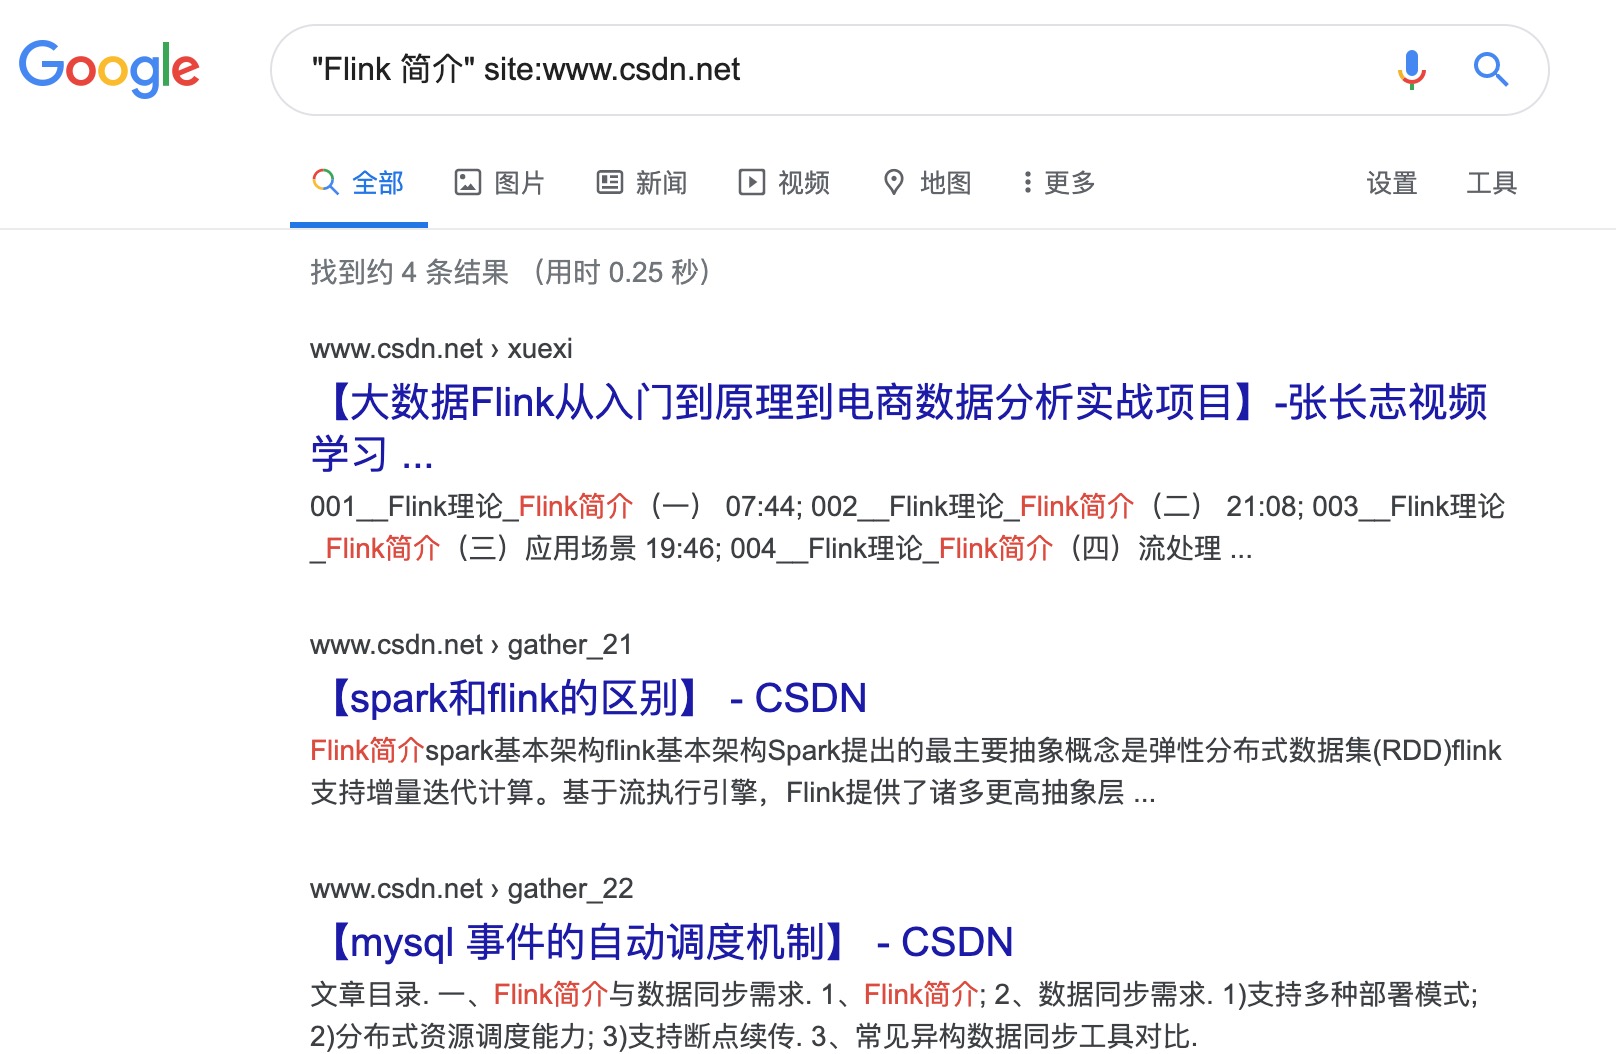 Google
"Flink 简介" site:www.csdn.net
全部 图片 新闻 视频 地图 更多 设置 工具
找到约 4 条结果 （用时 0.25 秒）
www.csdn.net › xuexi
【大数据Flink从入门到原理到电商数据分析实战项目】-张长志视频
学习 ...
001__Flink理论_Flink简介（一） 07:44; 002__Flink理论_Flink简介（二） 21:08; 003__Flink理论
_Flink简介（三）应用场景 19:46; 004__Flink理论_Flink简介（四）流处理 ...
www.csdn.net › gather_21
【spark和flink的区别】 - CSDN
Flink简介spark基本架构flink基本架构Spark提出的最主要抽象概念是弹性分布式数据集(RDD)flink
支持增量迭代计算。基于流执行引擎，Flink提供了诸多更高抽象层 ...
www.csdn.net › gather_22
【mysql 事件的自动调度机制】 - CSDN
文章目录. 一、Flink简介与数据同步需求. 1、Flink简介; 2、数据同步需求. 1)支持多种部署模式;
2)分布式资源调度能力; 3)支持断点续传. 3、常见异构数据同步工具对比.